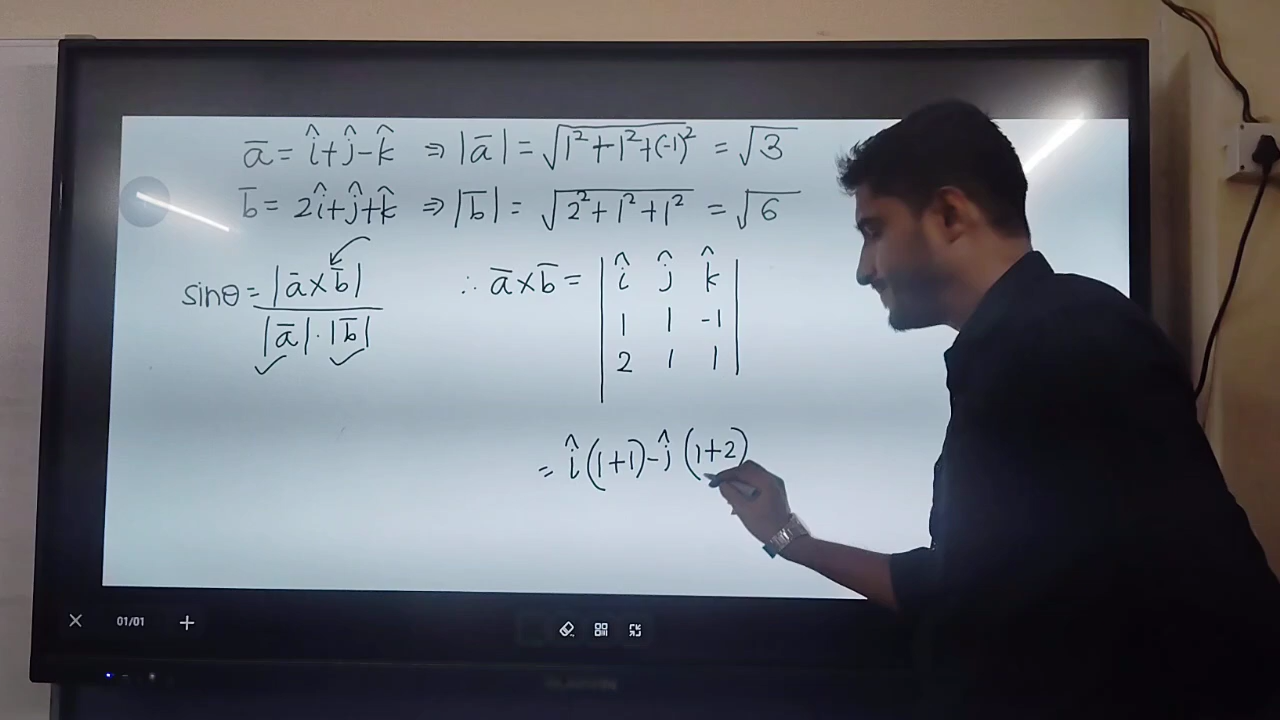 a̅ = î+ĵ-k̂ ⇒ |a̅| = √(1²+1²+(-1)²) = √3
b̅ = 2î+ĵ+k̂ ⇒ |b̅| = √(2²+1²+1²) = √6
sinθ = |a̅×b̅| / |a̅|·|b̅|
∴ a̅×b̅ = | î ĵ k̂ |
| 1 1 -1 |
| 2 1 1 |
= î(1+1)-ĵ(1+2)
01/01